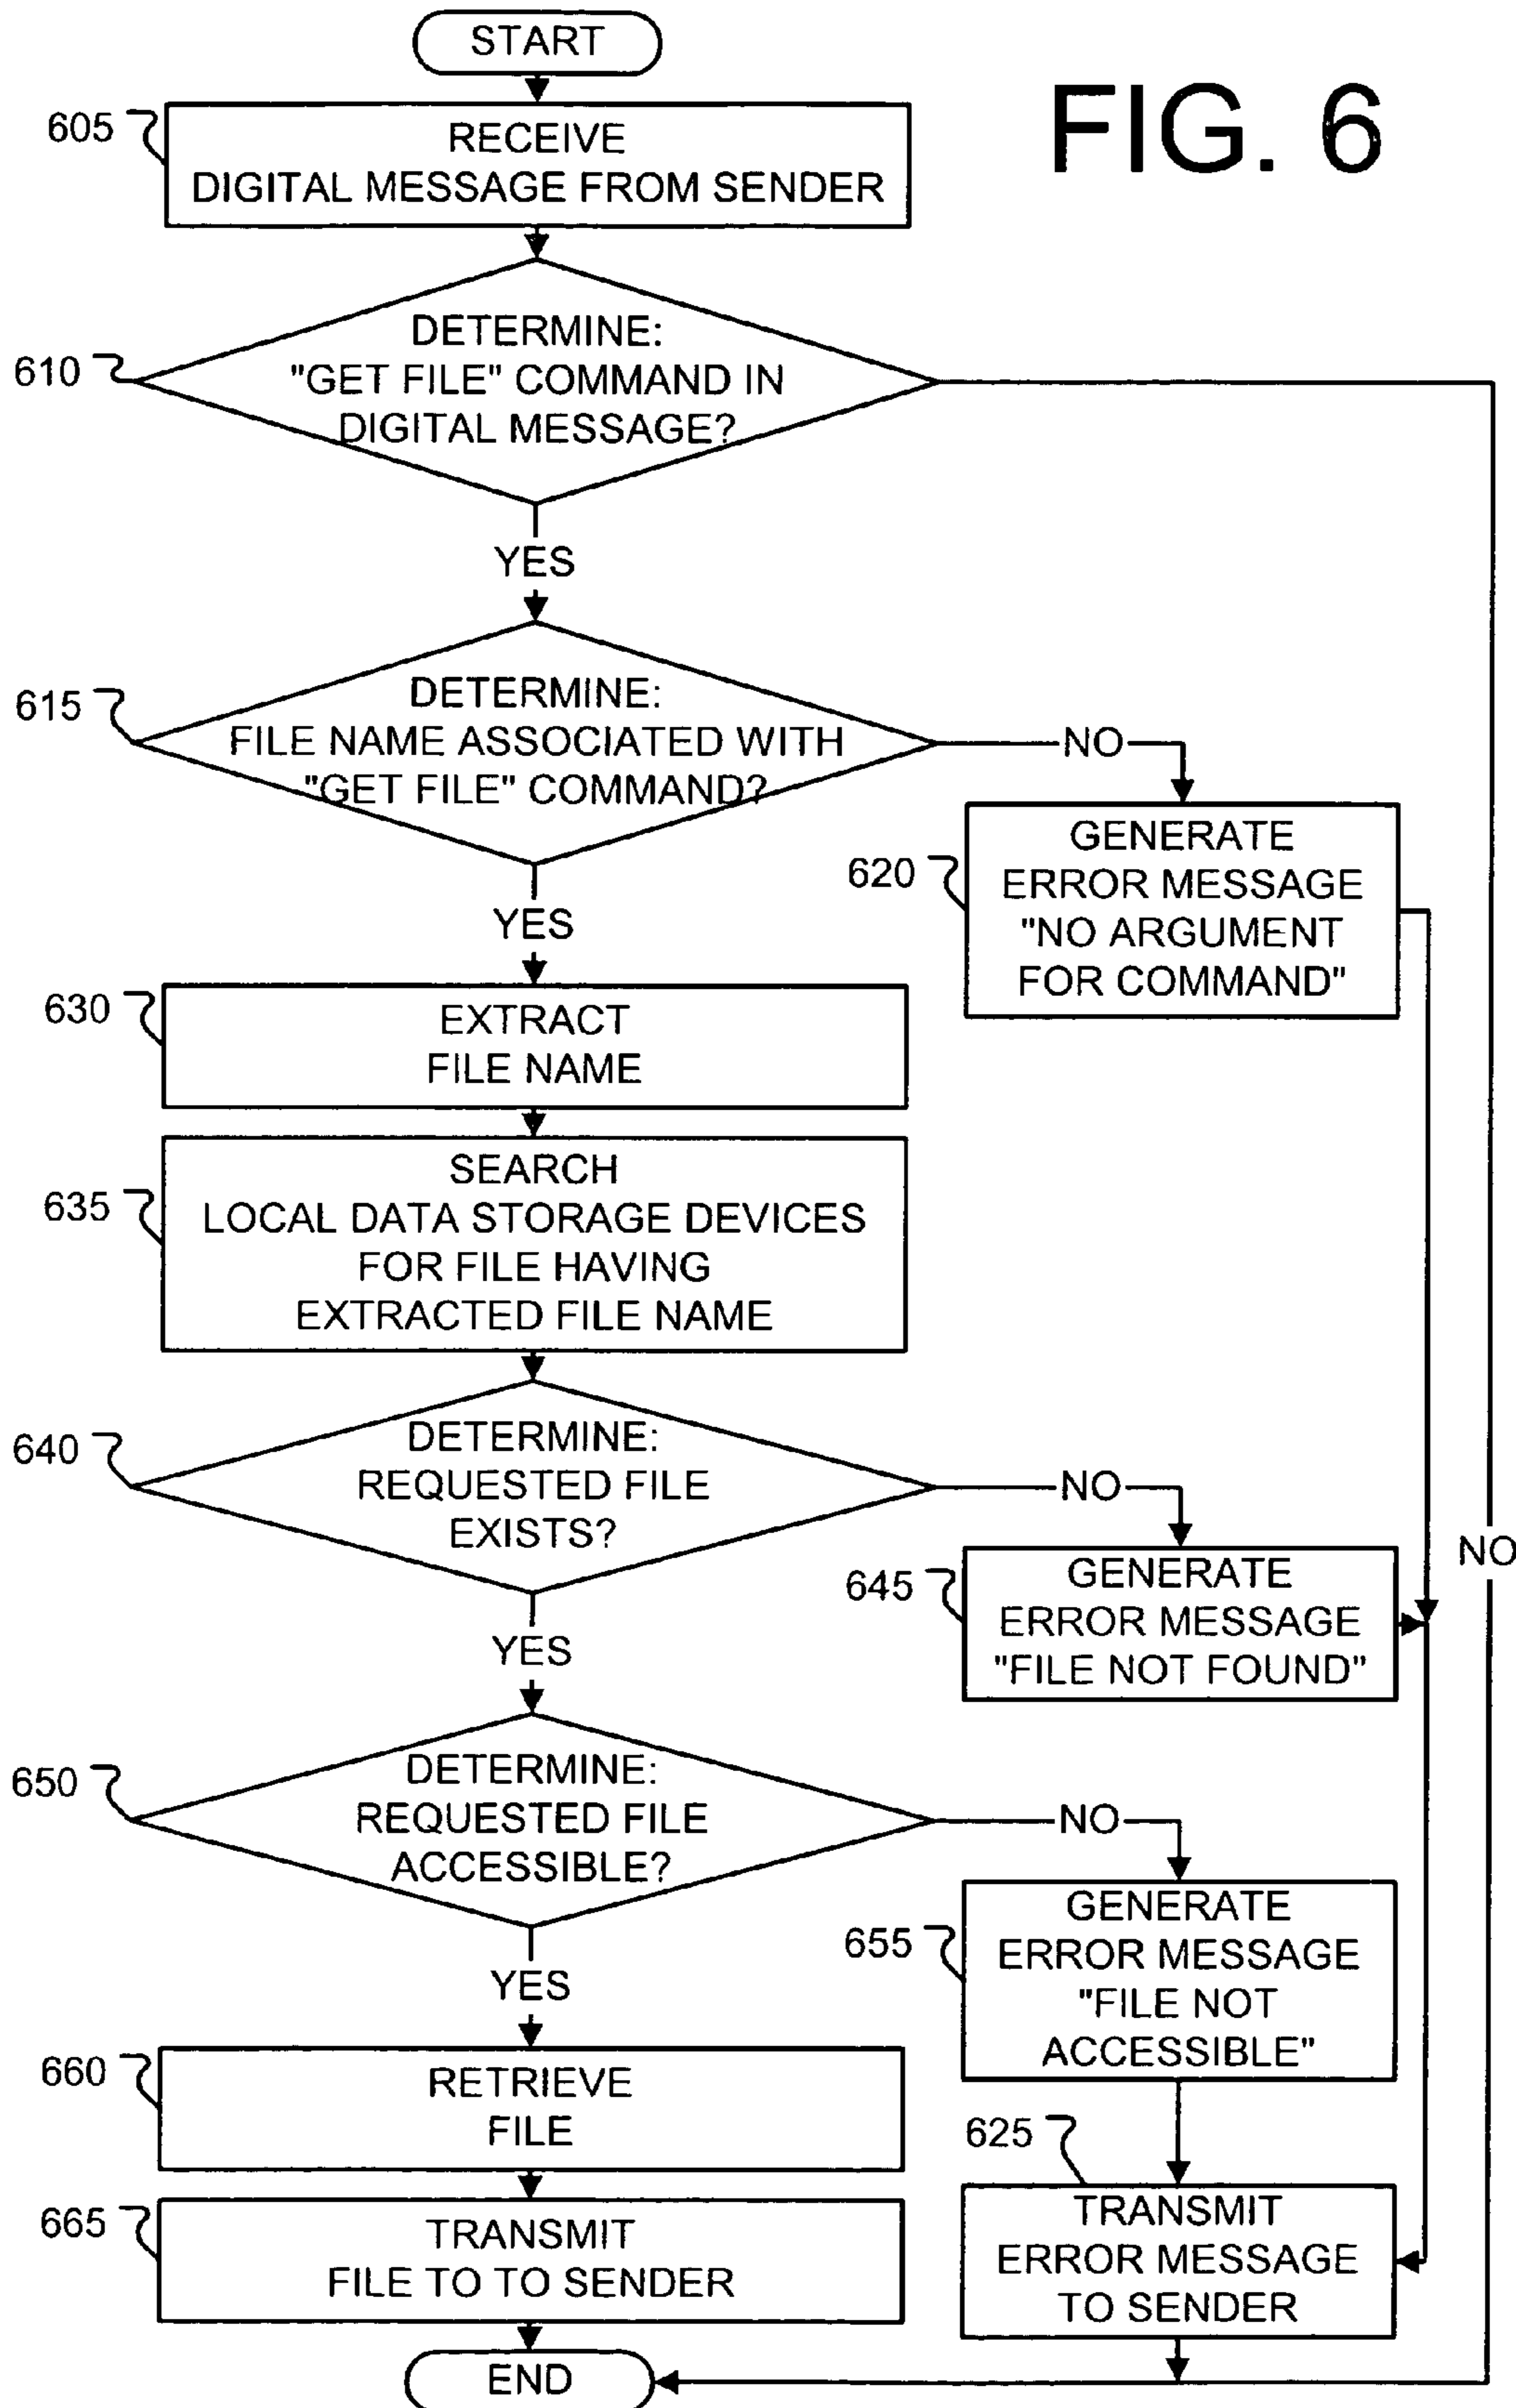 START
FIG. 6
605
RECEIVE
DIGITAL MESSAGE FROM SENDER
610
DETERMINE:
"GET FILE" COMMAND IN
DIGITAL MESSAGE?
YES
615
DETERMINE:
FILE NAME ASSOCIATED WITH
"GET FILE" COMMAND?
NO
620
GENERATE
ERROR MESSAGE
"NO ARGUMENT
FOR COMMAND"
YES
630
EXTRACT
FILE NAME
635
SEARCH
LOCAL DATA STORAGE DEVICES
FOR FILE HAVING
EXTRACTED FILE NAME
640
DETERMINE:
REQUESTED FILE
EXISTS?
NO
645
GENERATE
ERROR MESSAGE
"FILE NOT FOUND"
NO
YES
650
DETERMINE:
REQUESTED FILE
ACCESSIBLE?
NO
655
GENERATE
ERROR MESSAGE
"FILE NOT
ACCESSIBLE"
YES
660
RETRIEVE
FILE
625
TRANSMIT
ERROR MESSAGE
TO SENDER
665
TRANSMIT
FILE TO TO SENDER
END